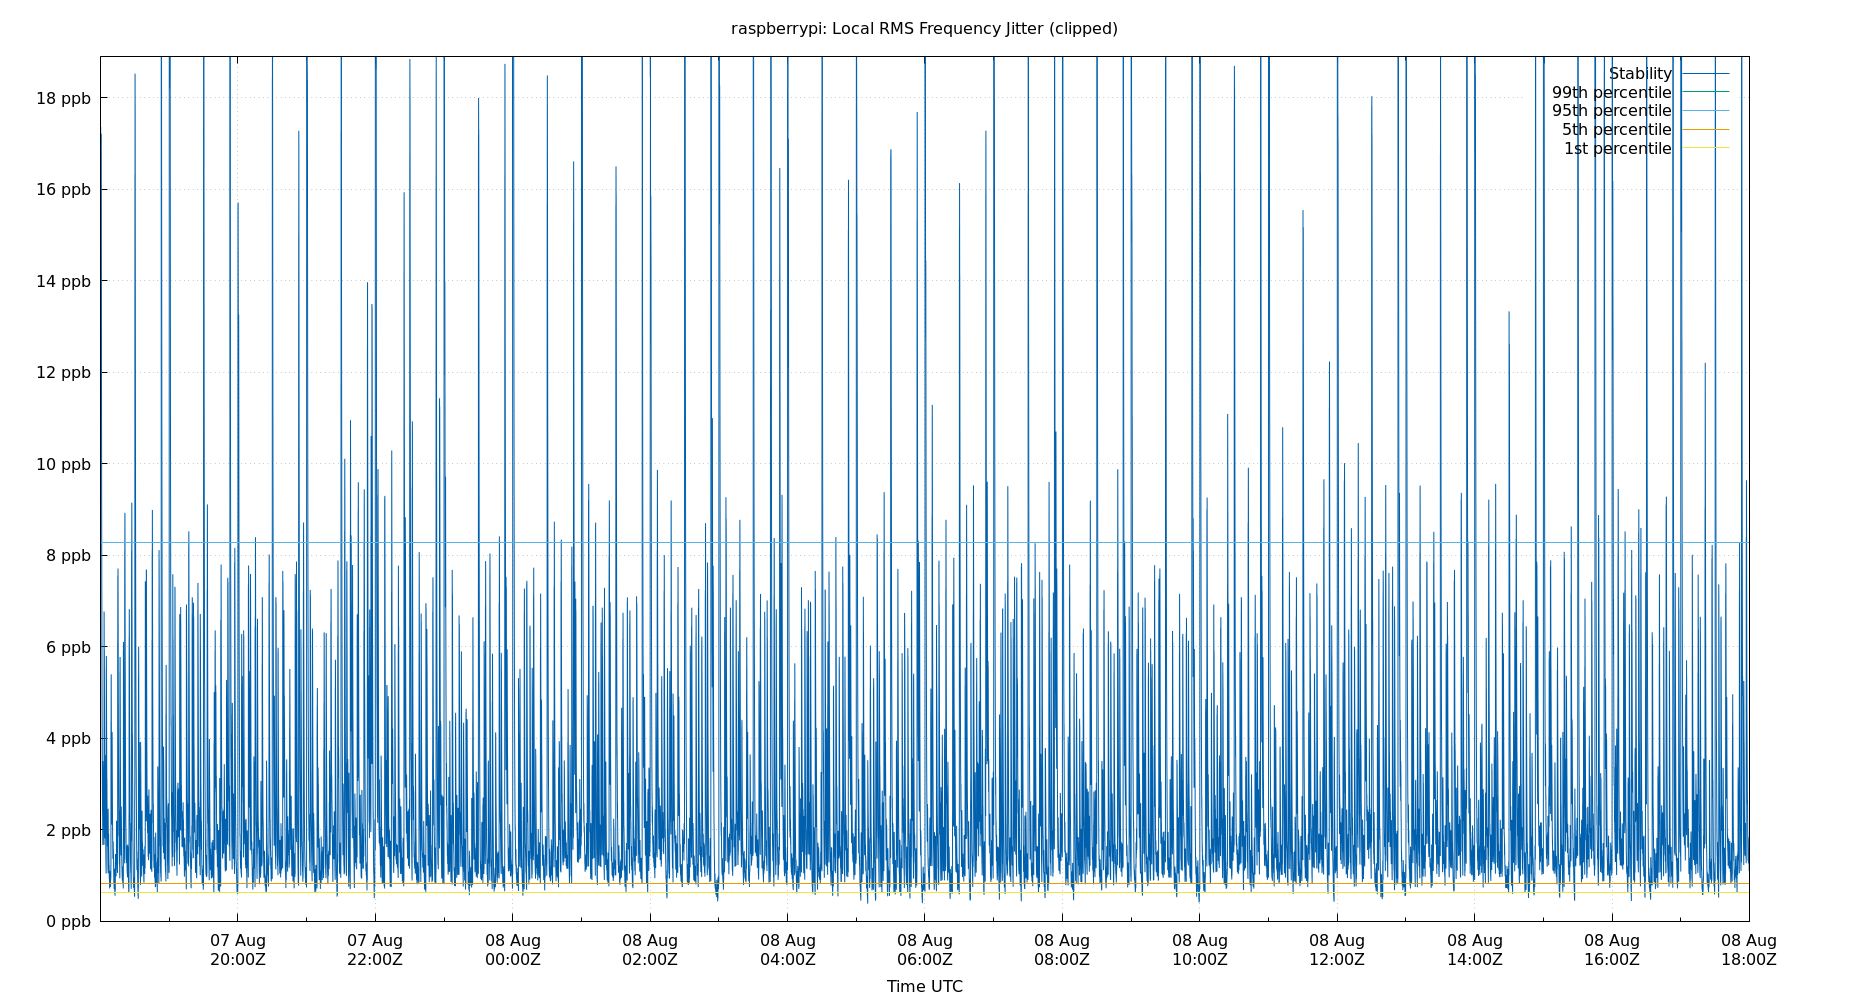 raspberrypi: Local RMS Frequency Jitter (clipped)
Stability
99th percentile
95th percentile
5th percentile
1st percentile
18 ppb
16 ppb
14 ppb
12 ppb
10 ppb
8 ppb
6 ppb
4 ppb
2 ppb
0 ppb
07 Aug 07 Aug 08 Aug 08 Aug 08 Aug 08 Aug 08 Aug 08 Aug 08 Aug 08 Aug 08 Aug 08 Aug
20:00Z 22:00Z 00:00Z 02:00Z 04:00Z 06:00Z 08:00Z 10:00Z 12:00Z 14:00Z 16:00Z 18:00Z
Time UTC